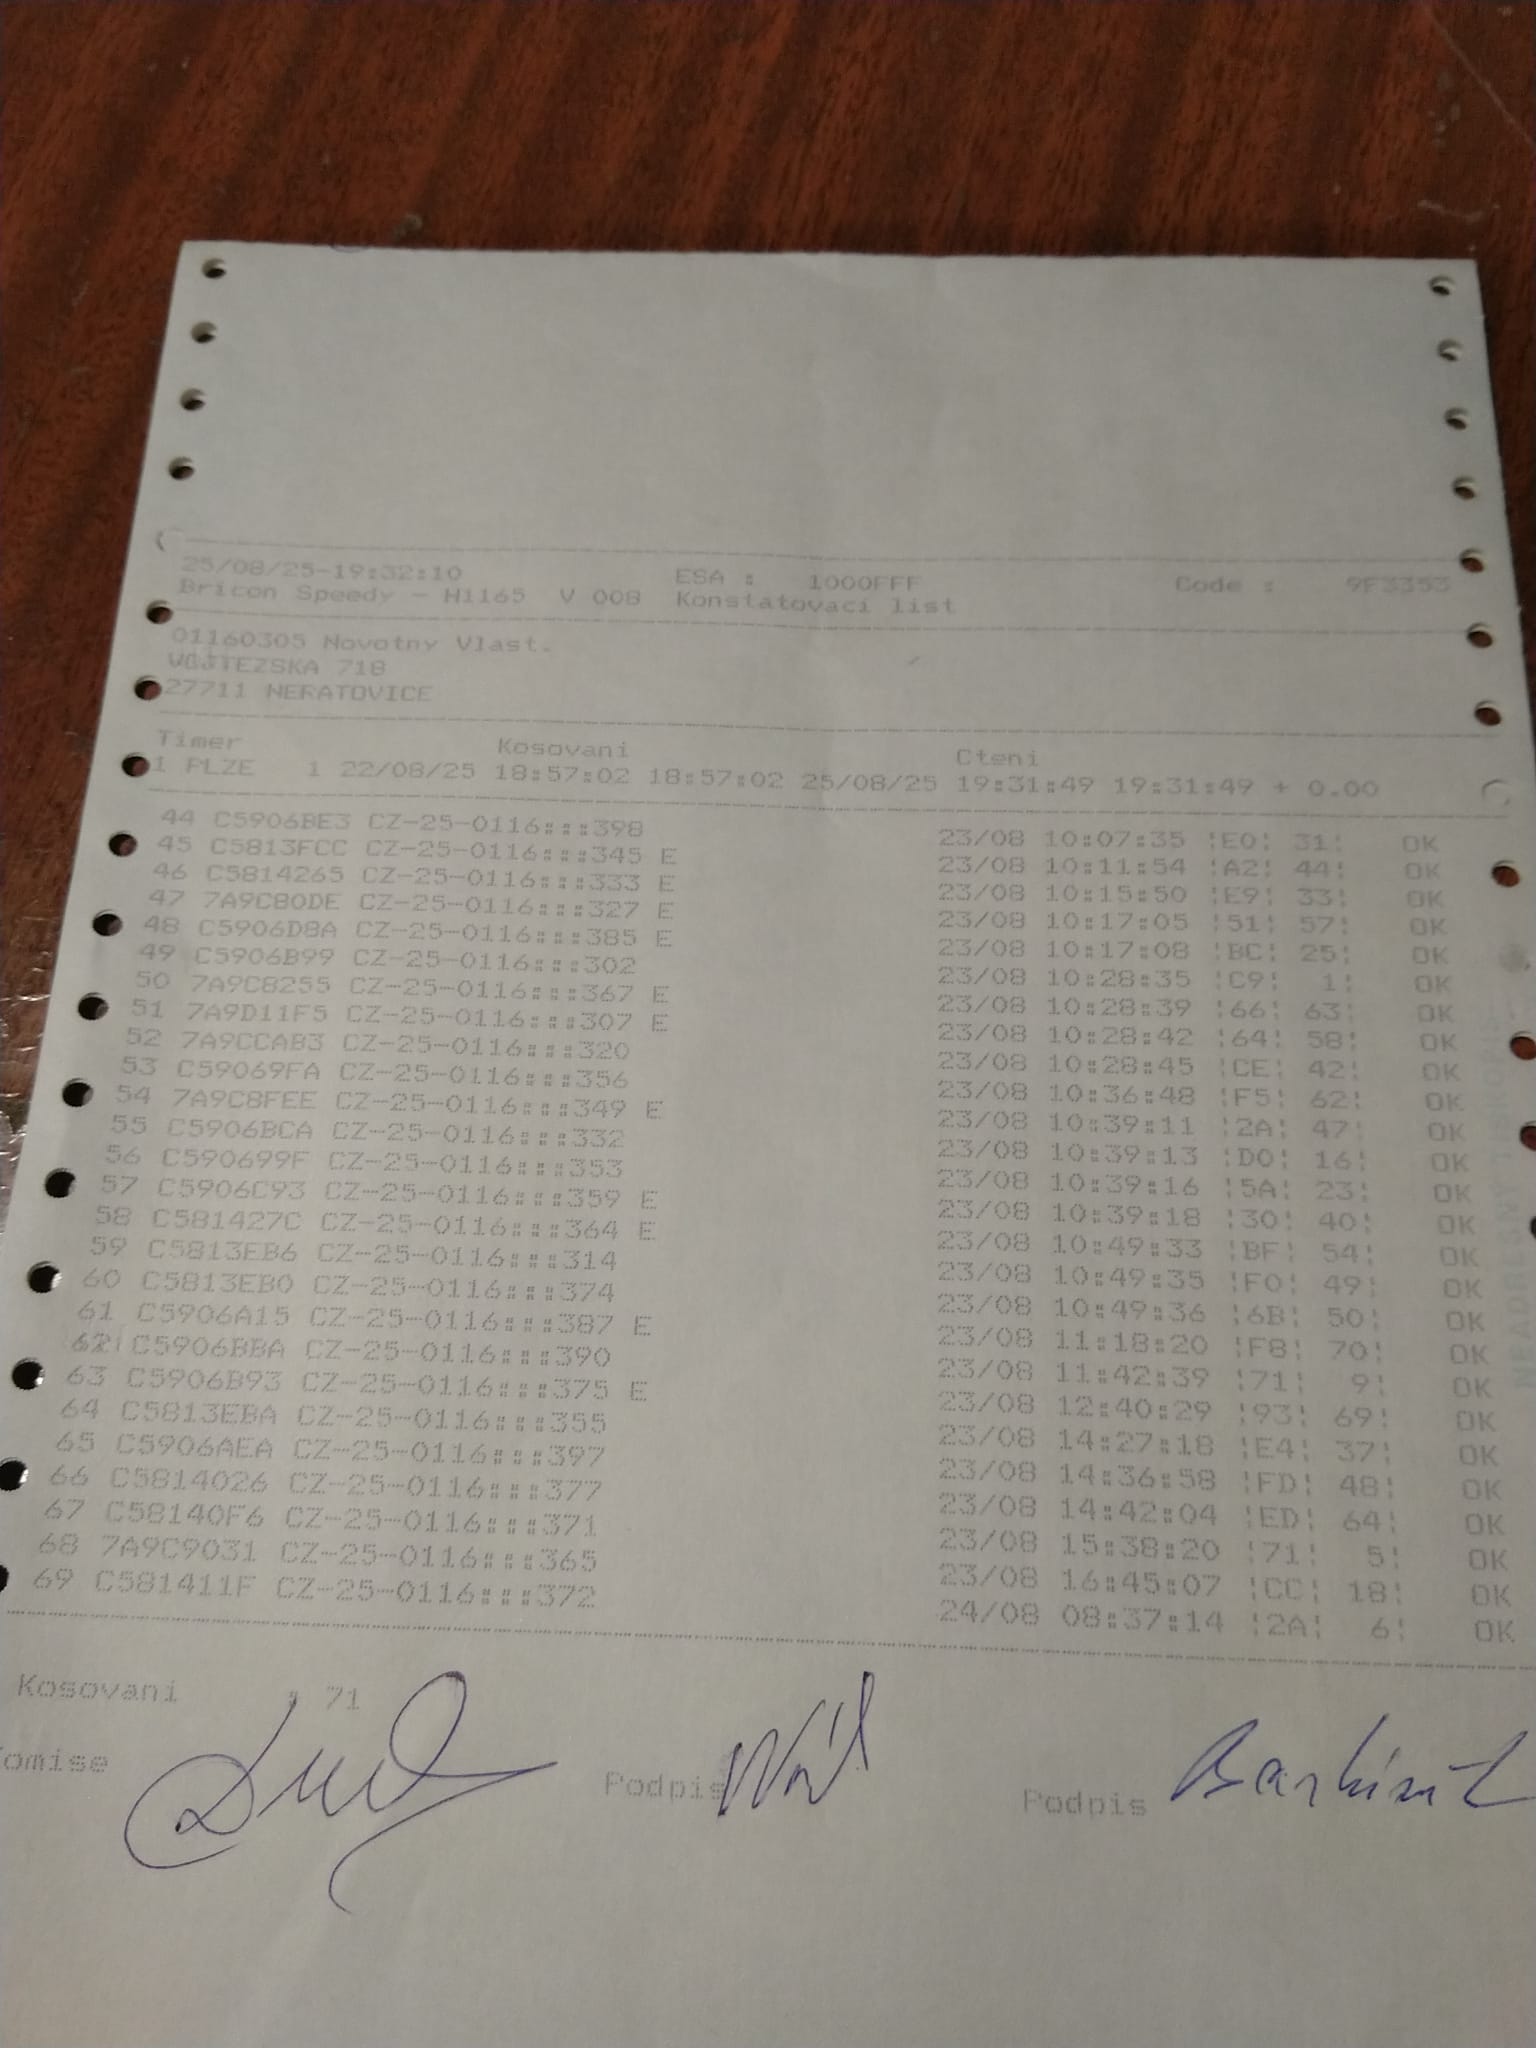 25/08/25-19:32:10 ESA : 1000FFF Code : 9F3353
Bricon Speedy - H1165 V 008 Konstatovaci list
01160305 Novotny Vlast.
VOJTEZSKA 718
27711 NERATOVICE
Timer Kosovani Cteni
1 PLZE 1 22/08/25 18:57:02 18:57:02 25/08/25 19:31:49 19:31:49 + 0.00
44 C5906BE3 CZ-25-0116:::398 23/08 10:07:35 ¦E0¦ 31¦ OK
45 C5813FCC CZ-25-0116:::345 E 23/08 10:11:54 ¦A2¦ 44¦ OK
46 C5814265 CZ-25-0116:::333 E 23/08 10:15:50 ¦E9¦ 33¦ OK
47 7A9C80DE CZ-25-0116:::327 E 23/08 10:17:05 ¦51¦ 57¦ OK
48 C5906D8A CZ-25-0116:::385 E 23/08 10:17:08 ¦BC¦ 25¦ OK
49 C5906B99 CZ-25-0116:::302 23/08 10:28:35 ¦C9¦ 1¦ OK
50 7A9C8255 CZ-25-0116:::367 E 23/08 10:28:39 ¦66¦ 63¦ OK
51 7A9D11F5 CZ-25-0116:::307 E 23/08 10:28:42 ¦64¦ 58¦ OK
52 7A9CCAB3 CZ-25-0116:::320 23/08 10:28:45 ¦CE¦ 42¦ OK
53 C59069FA CZ-25-0116:::356 23/08 10:36:48 ¦F5¦ 62¦ OK
54 7A9C8FEE CZ-25-0116:::349 E 23/08 10:39:11 ¦2A¦ 47¦ OK
55 C5906BCA CZ-25-0116:::332 23/08 10:39:13 ¦D0¦ 16¦ OK
56 C590699F CZ-25-0116:::353 23/08 10:39:16 ¦5A¦ 23¦ OK
57 C5906C93 CZ-25-0116:::359 E 23/08 10:39:18 ¦30¦ 40¦ OK
58 C581427C CZ-25-0116:::364 E 23/08 10:49:33 ¦BF¦ 54¦ OK
59 C5813EB6 CZ-25-0116:::314 23/08 10:49:35 ¦F0¦ 49¦ OK
60 C5813EB0 CZ-25-0116:::374 23/08 10:49:36 ¦6B¦ 50¦ OK
61 C5906A15 CZ-25-0116:::387 E 23/08 11:18:20 ¦F8¦ 70¦ OK
62 C5906BBA CZ-25-0116:::390 23/08 11:42:39 ¦71¦ 9¦ OK
63 C5906B93 CZ-25-0116:::375 E 23/08 12:40:29 ¦93¦ 69¦ OK
64 C5813EBA CZ-25-0116:::355 23/08 14:27:18 ¦E4¦ 37¦ OK
65 C5906AEA CZ-25-0116:::397 23/08 14:36:58 ¦FD¦ 48¦ OK
66 C5814026 CZ-25-0116:::377 23/08 14:42:04 ¦ED¦ 64¦ OK
67 C58140F6 CZ-25-0116:::371 23/08 15:38:20 ¦71¦ 5¦ OK
68 7A9C9031 CZ-25-0116:::365 23/08 16:45:07 ¦CC¦ 18¦ OK
69 C581411F CZ-25-0116:::372 24/08 08:37:14 ¦2A¦ 6¦ OK
Kosovani : 71
omise Podpis Podpis